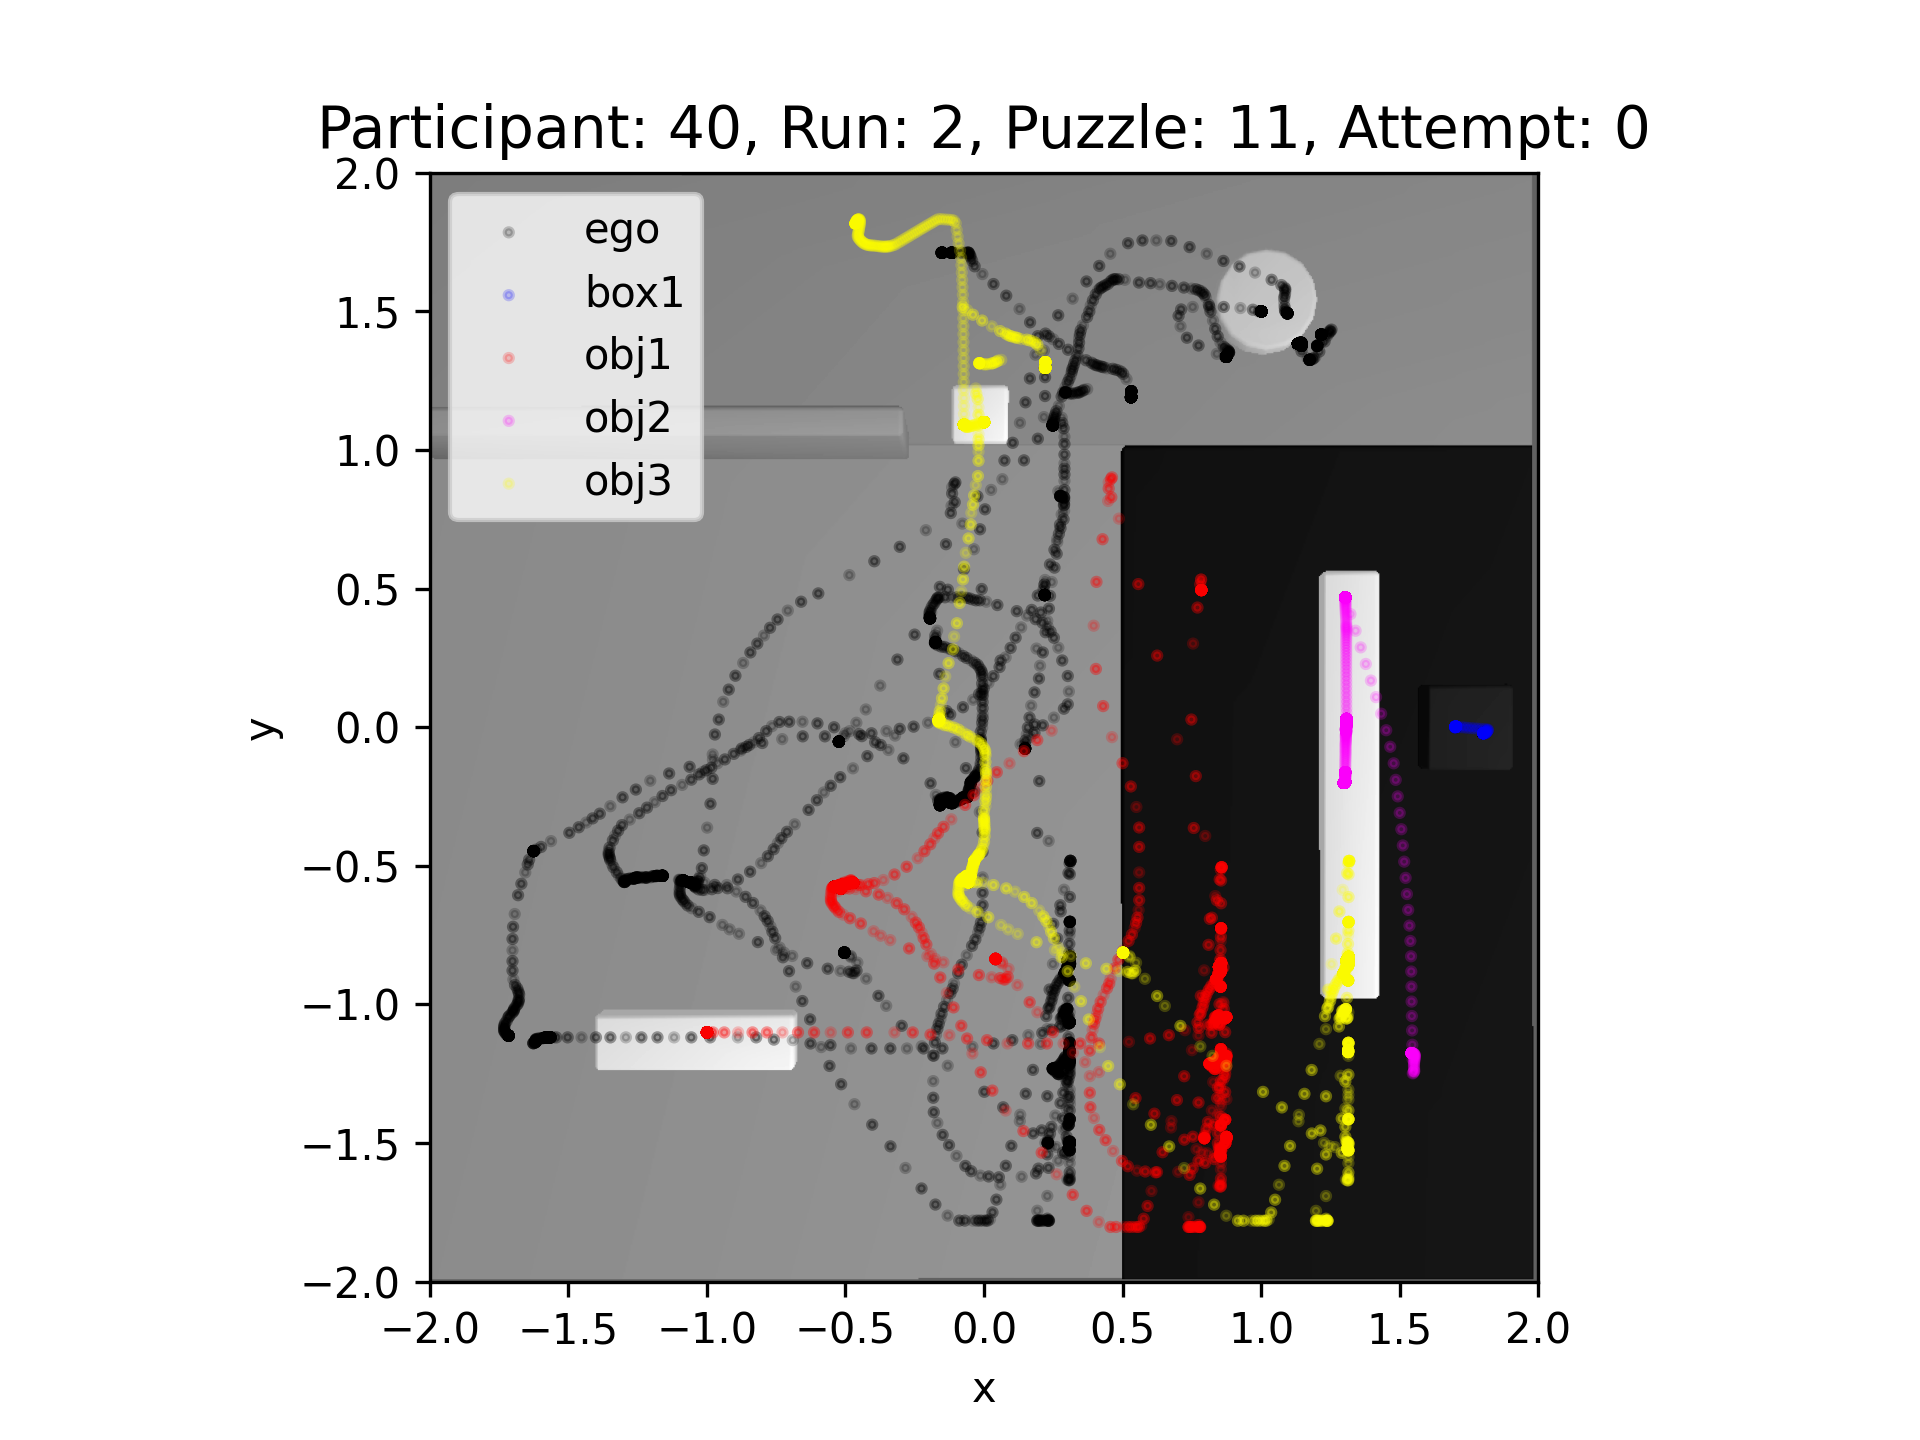 Participant: 40, Run: 2, Puzzle: 11, Attempt: 0
2.0
1.5
1.0
0.5
0.0
−0.5
−1.0
−1.5
−2.0
y
ego
box1
obj1
obj2
obj3
−2.0 −1.5 −1.0 −0.5 0.0 0.5 1.0 1.5 2.0
x